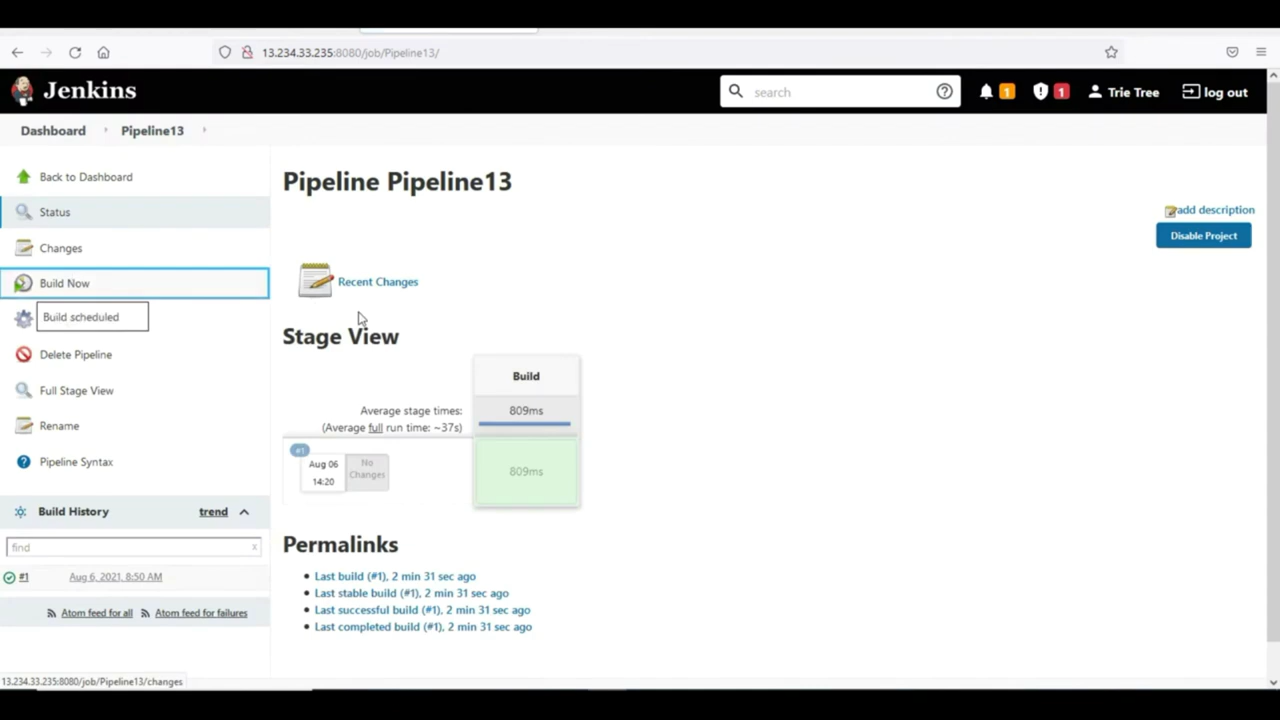 13.234.33.235:8080/job/Pipeline13/
Jenkins
search
1
1
Trie Tree
log out
Dashboard
Pipeline13
Back to Dashboard
Status
Changes
Build Now
Build scheduled
Delete Pipeline
Full Stage View
Rename
Pipeline Syntax
Build History
trend
find
x
#1
Aug 6, 2021, 8:50 AM
Atom feed for all
Atom feed for failures
Pipeline Pipeline13
add description
Disable Project
Recent Changes
Stage View
Build
Average stage times:
809ms
(Average full run time: ~37s)
#1
Aug 06
14:20
No
Changes
809ms
Permalinks
Last build (#1), 2 min 31 sec ago
Last stable build (#1), 2 min 31 sec ago
Last successful build (#1), 2 min 31 sec ago
Last completed build (#1), 2 min 31 sec ago
13.234.33.235:8080/job/Pipeline13/changes